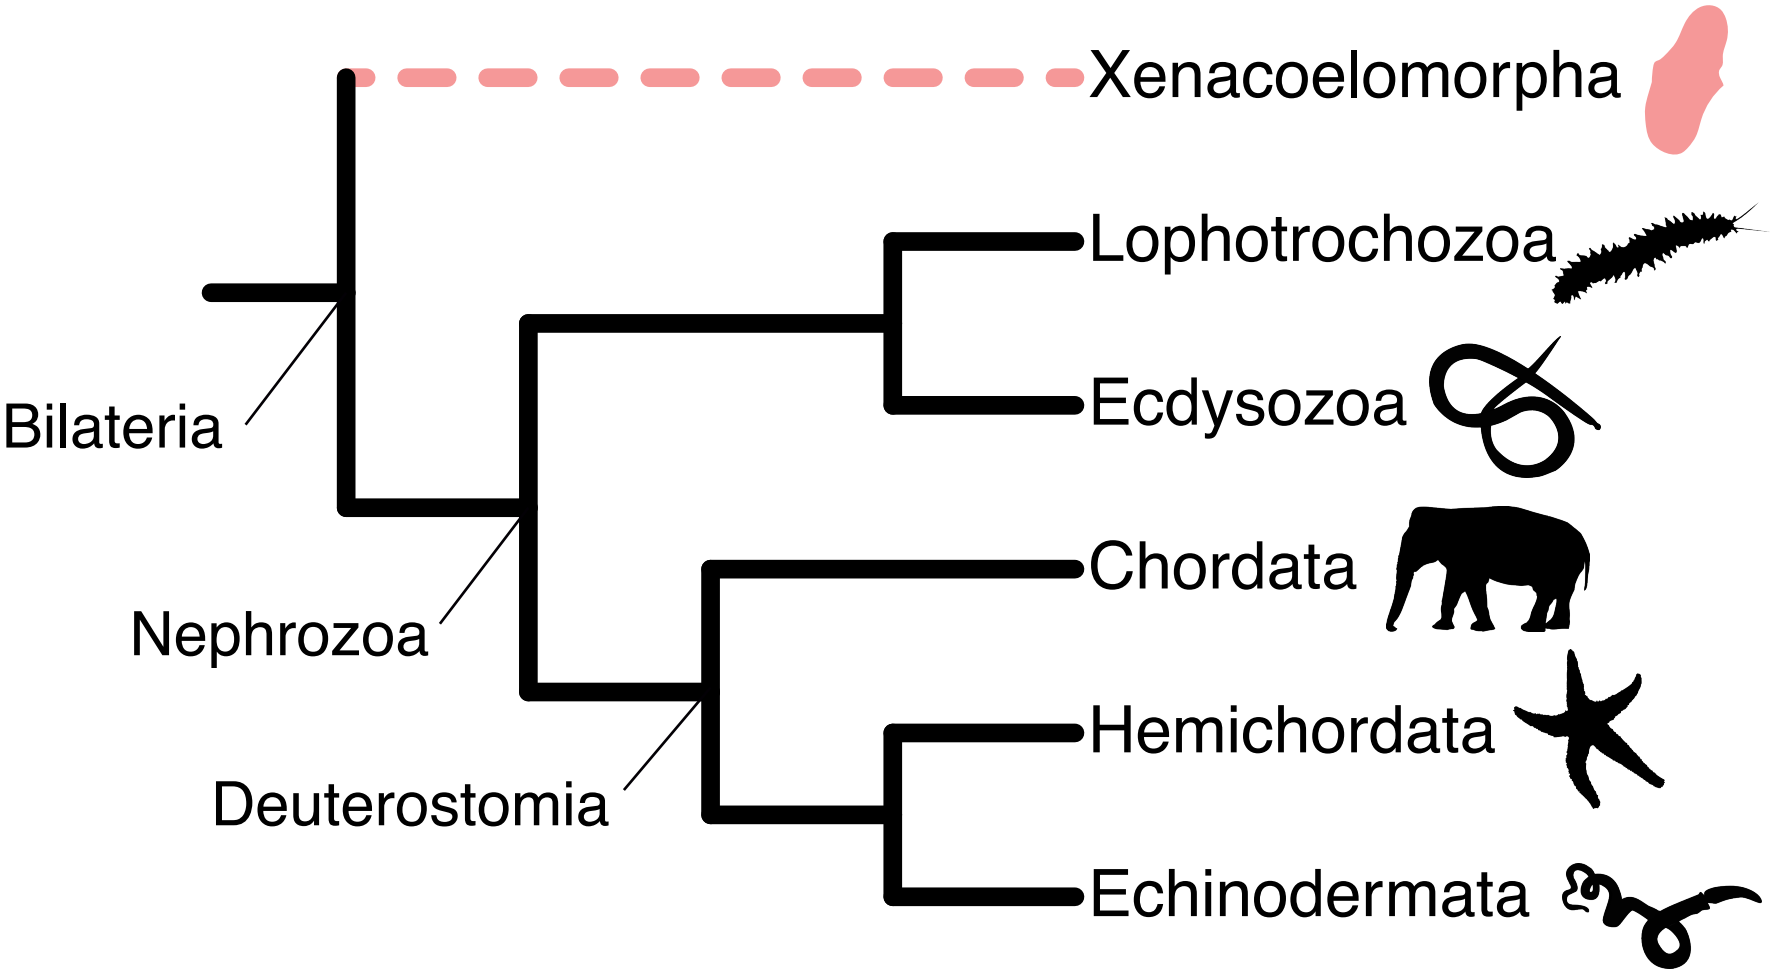 Xenacoelomorpha
Lophotrochozoa
Ecdysozoa
Bilateria
Chordata
Nephrozoa
Hemichordata
Deuterostomia
Echinodermata